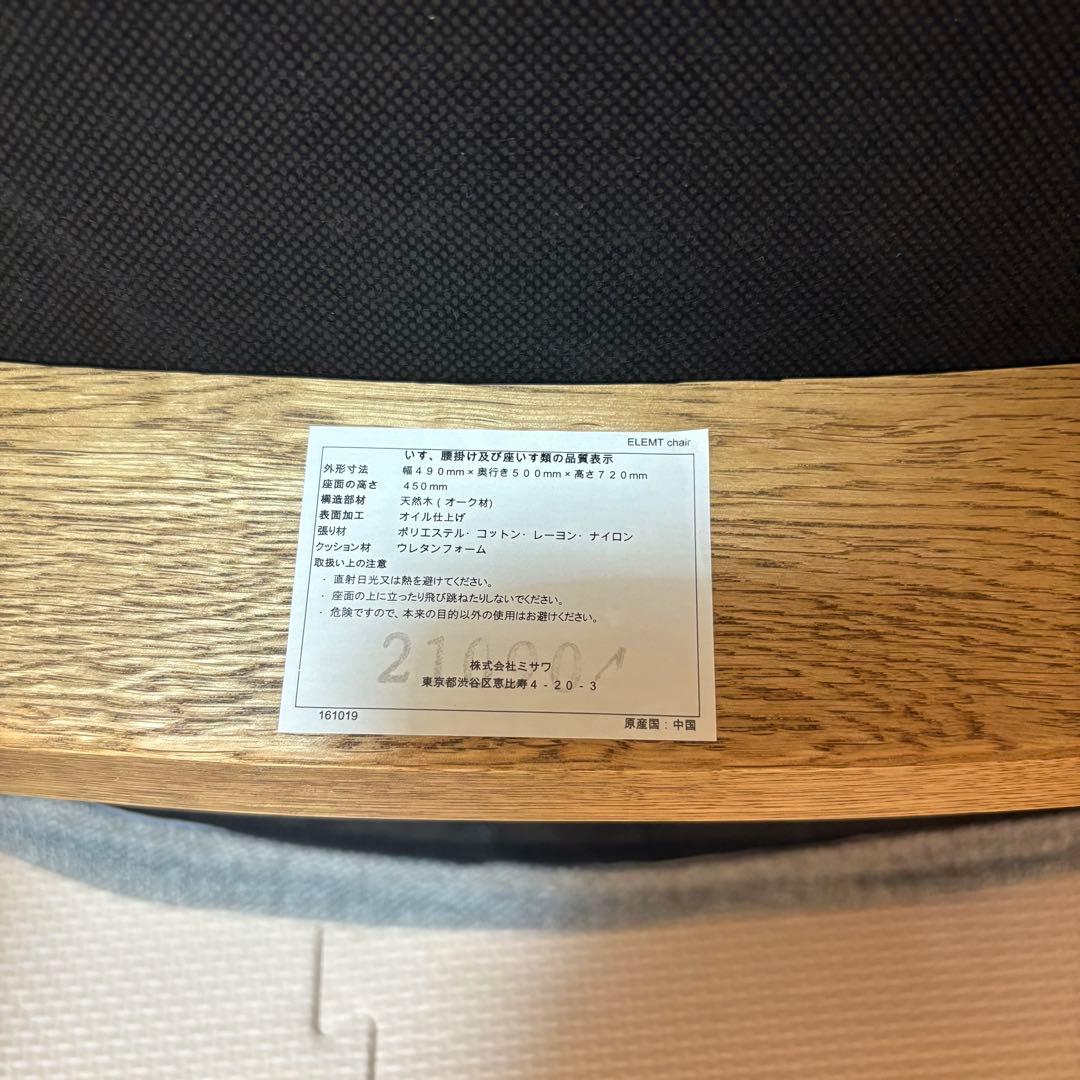 ELEMT chair
いす、腰掛け及び座いす類の品質表示
外形寸法 幅４９０mm×奥行き５００mm×高さ７２０mm
座面の高さ 450mm
構造部材 天然木(オーク材)
表面加工 オイル仕上げ
張り材 ポリエステル・コットン・レーヨン・ナイロン
クッション材 ウレタンフォーム
取扱い上の注意
・直射日光又は熱を避けてください。
・座面の上に立ったり飛び跳ねたりしないでください。
・危険ですので、本来の目的以外の使用はお避けください。
株式会社ミサワ
東京都渋谷区恵比寿４-２０-３
161019
原産国：中国